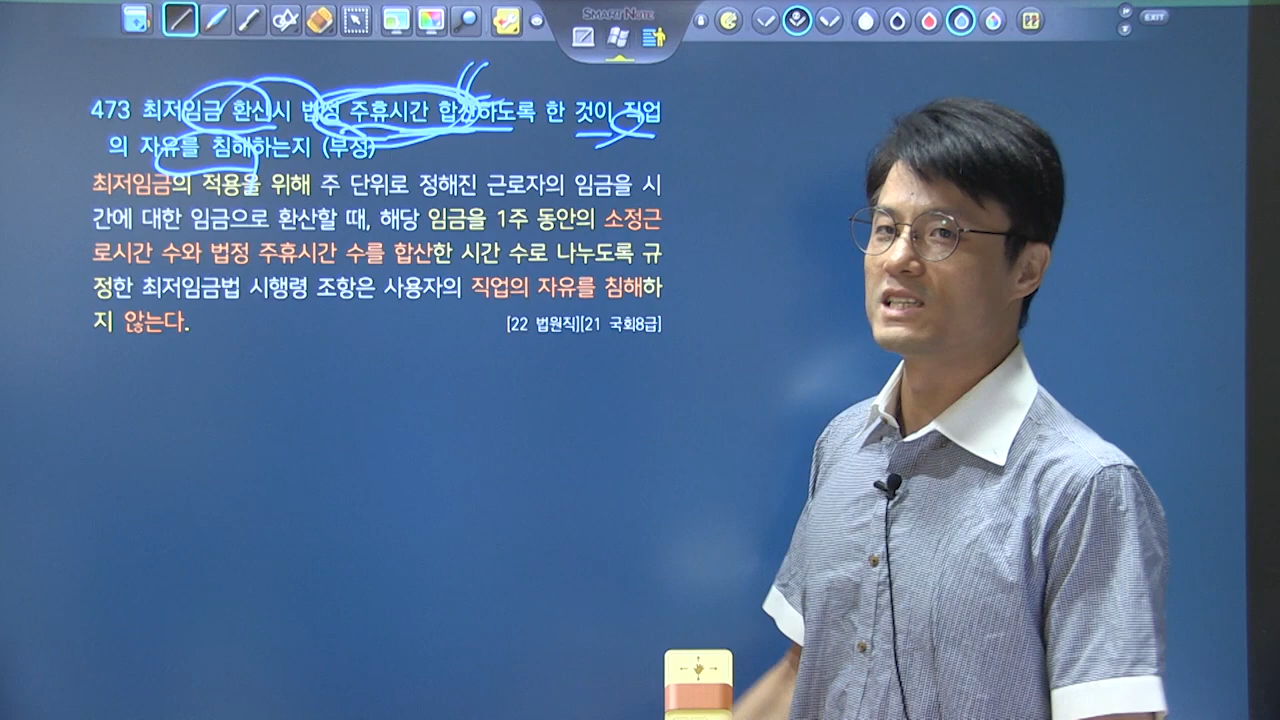 SMART NOTE
EXIT
473 최저임금 환산시 법정 주휴시간 합산하도록 한 것이 직업
의 자유를 침해하는지 (부정)
최저임금의 적용을 위해 주 단위로 정해진 근로자의 임금을 시
간에 대한 임금으로 환산할 때, 해당 임금을 1주 동안의 소정근
로시간 수와 법정 주휴시간 수를 합산한 시간 수로 나누도록 규
정한 최저임금법 시행령 조항은 사용자의 직업의 자유를 침해하
지 않는다.
[22 법원직][21 국회8급]